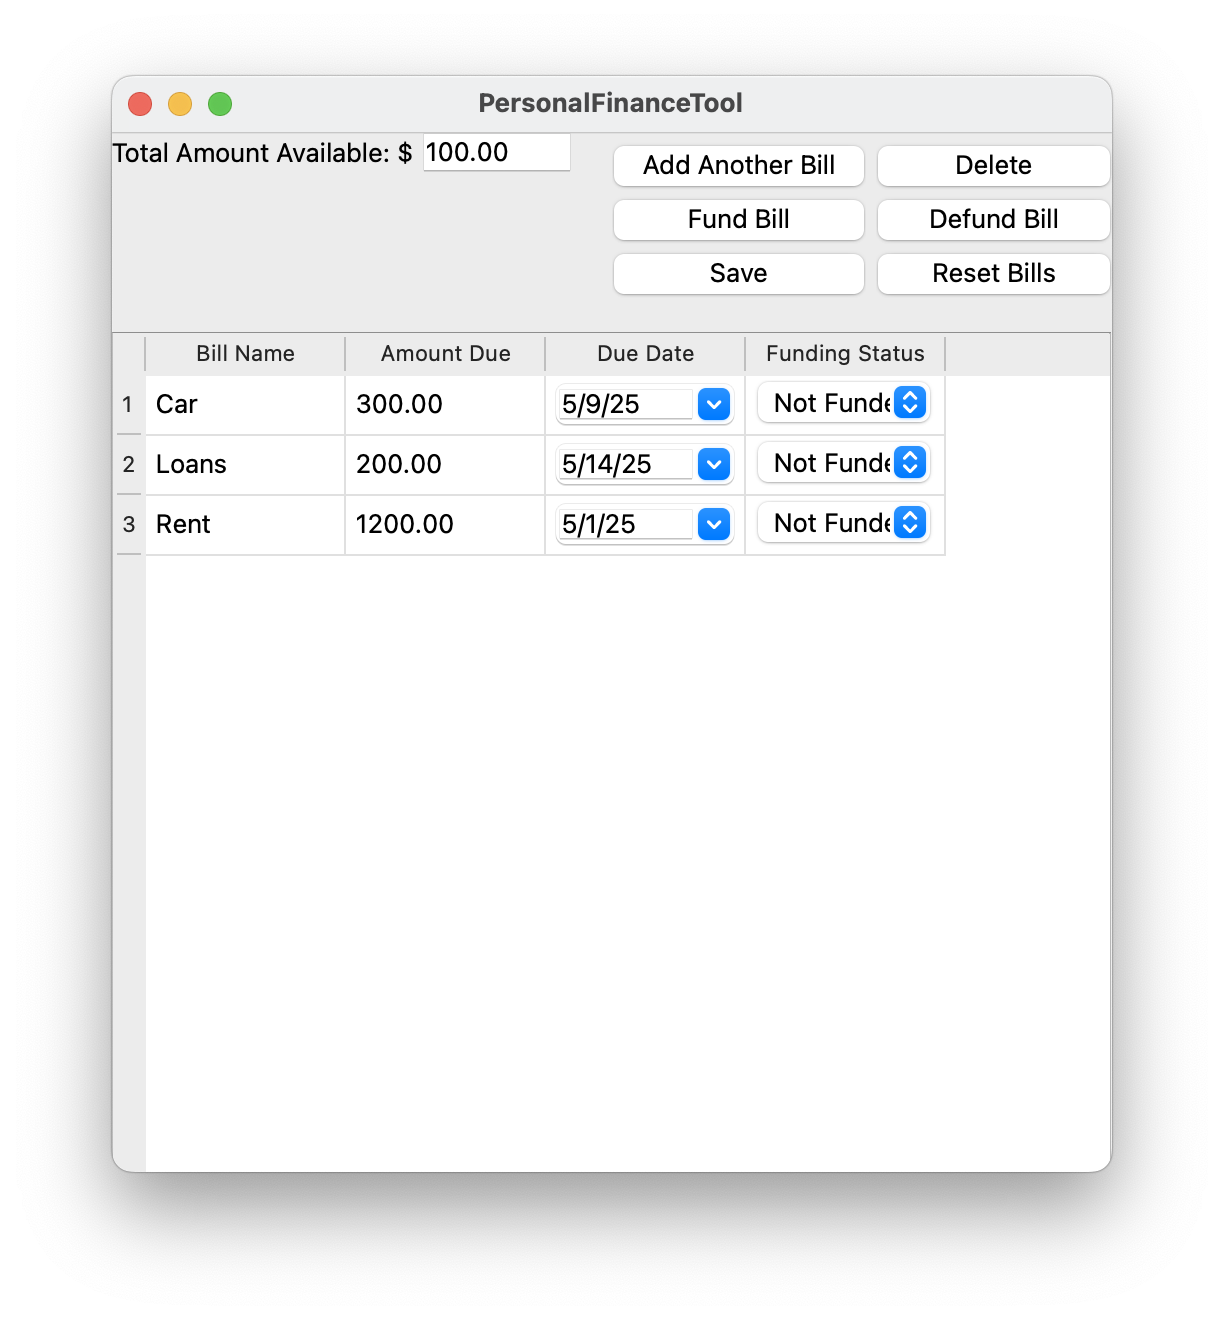 PersonalFinanceTool
Total Amount Available: $ 100.00
Add Another Bill Delete
Fund Bill Defund Bill
Save Reset Bills
Bill Name Amount Due Due Date Funding Status
1 Car 300.00 5/9/25 Not Funde
2 Loans 200.00 5/14/25 Not Funde
3 Rent 1200.00 5/1/25 Not Funde